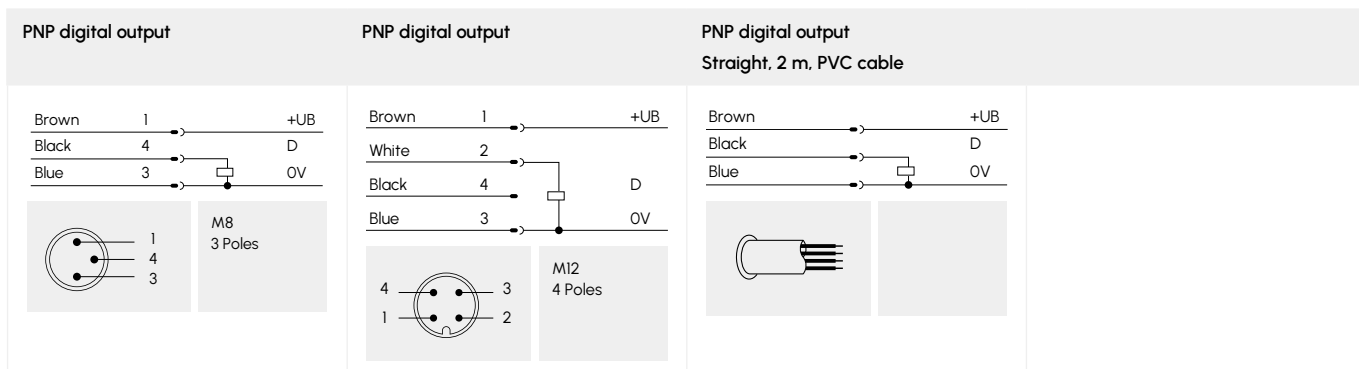 PNP digital output
Brown 1 +UB
Black 4 D
Blue 3 0V
1
4
3
M8
3 Poles
PNP digital output
Brown 1 +UB
White 2
Black 4 D
Blue 3 0V
4 3
1 2
M12
4 Poles
PNP digital output
Straight, 2 m, PVC cable
Brown +UB
Black D
Blue 0V